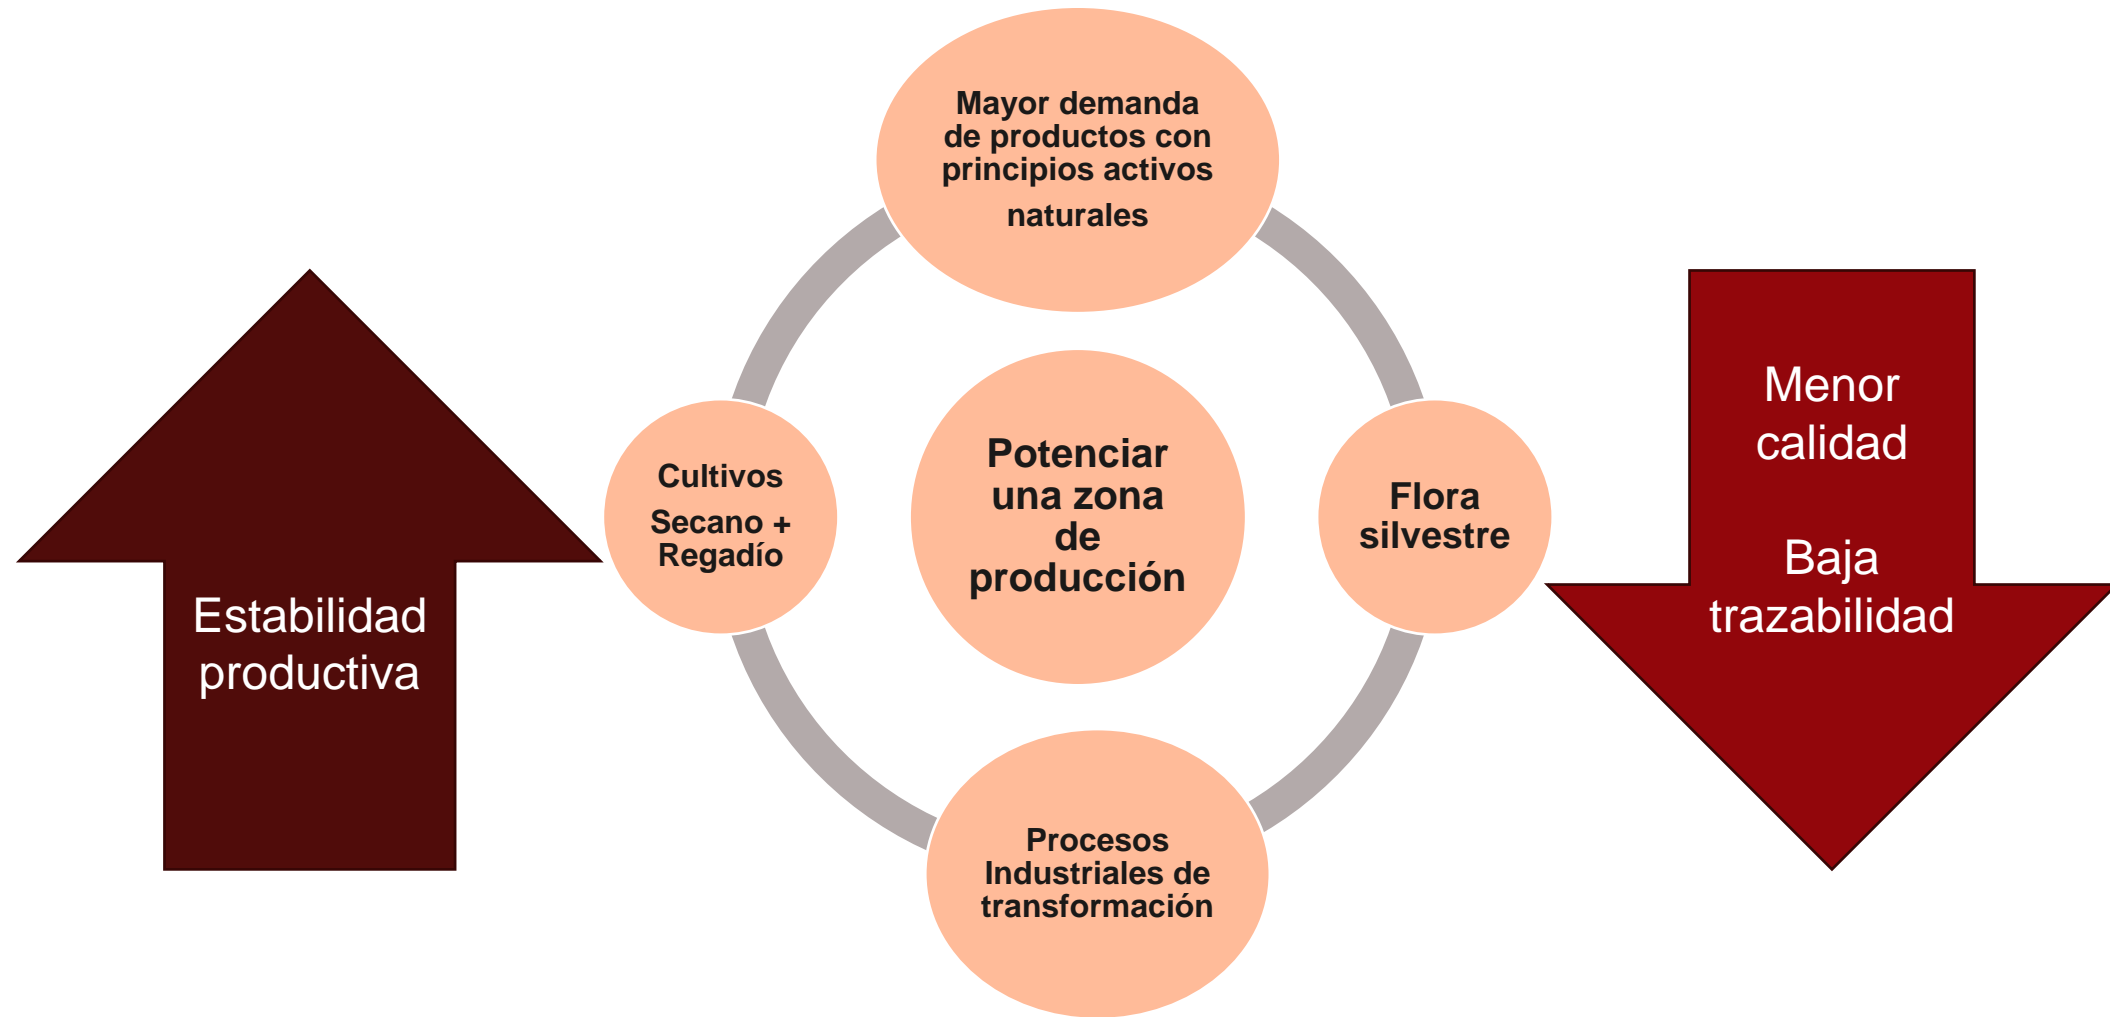 Mayor demanda
de productos con
principios activos
naturales
Estabilidad
productiva
Cultivos
Secano +
Regadío
Potenciar
una zona
de
producción
Flora
silvestre
Menor
calidad
Baja
trazabilidad
Procesos
Industriales de
transformación